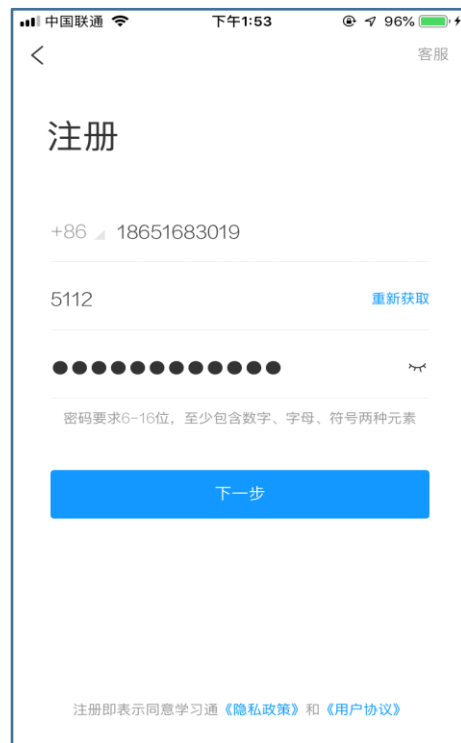 中国联通 下午1:53 96%
客服
注册
+86 18651683019
5112 重新获取
●●●●●●●●●●●●
密码要求6-16位，至少包含数字、字母、符号两种元素
下一步
注册即表示同意学习通《隐私政策》和《用户协议》